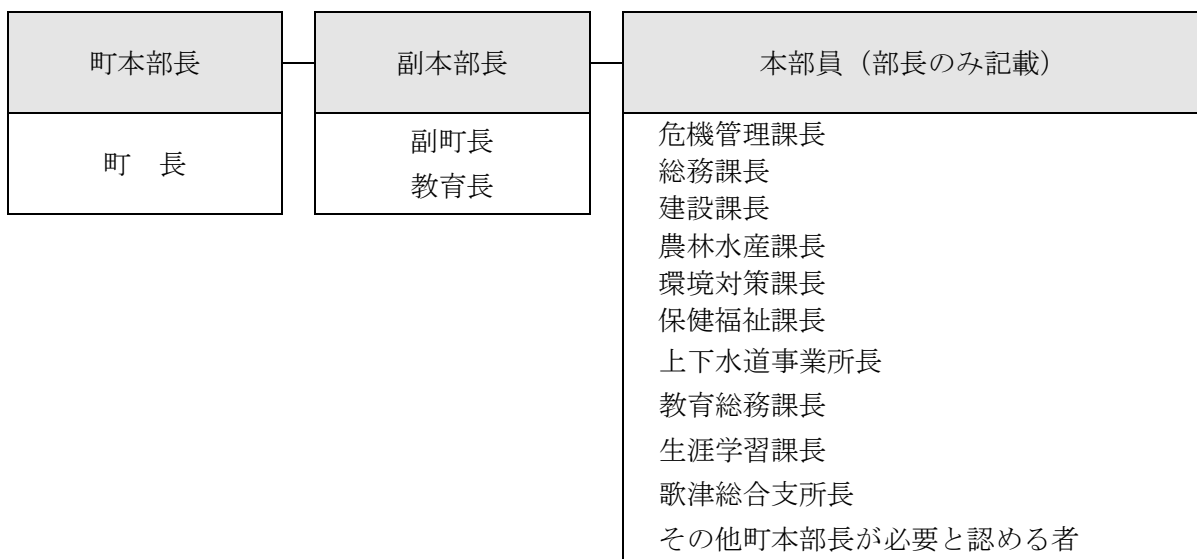 町本部長
副本部長
本部員（部長のみ記載）
町　長
副町長
教育長
危機管理課長
総務課長
建設課長
農林水産課長
環境対策課長
保健福祉課長
上下水道事業所長
教育総務課長
生涯学習課長
歌津総合支所長
その他町本部長が必要と認める者